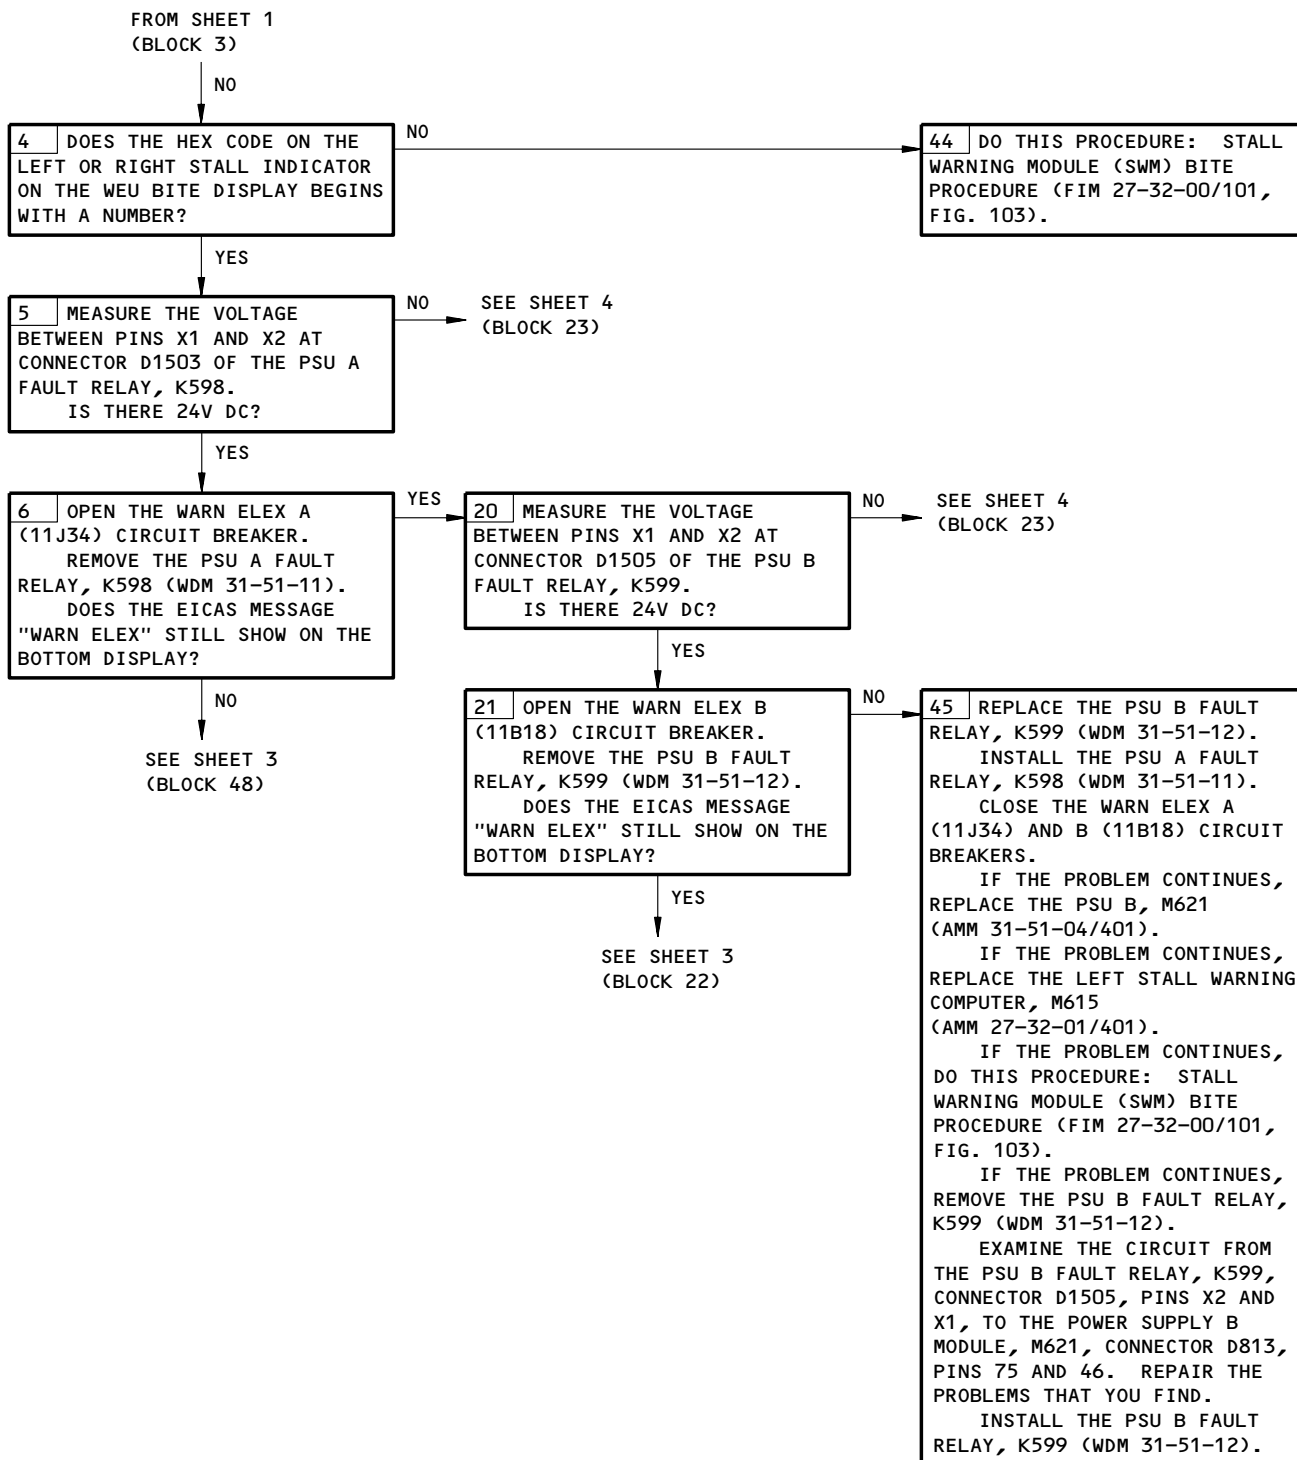 FROM SHEET 1
(BLOCK 3)
NO
4 DOES THE HEX CODE ON THE
LEFT OR RIGHT STALL INDICATOR
ON THE WEU BITE DISPLAY BEGINS
WITH A NUMBER?
NO
44 DO THIS PROCEDURE: STALL
WARNING MODULE (SWM) BITE
PROCEDURE (FIM 27-32-00/101,
FIG. 103).
YES
5 MEASURE THE VOLTAGE
BETWEEN PINS X1 AND X2 AT
CONNECTOR D1503 OF THE PSU A
FAULT RELAY, K598.
IS THERE 24V DC?
NO
SEE SHEET 4
(BLOCK 23)
YES
6 OPEN THE WARN ELEX A
(11J34) CIRCUIT BREAKER.
REMOVE THE PSU A FAULT
RELAY, K598 (WDM 31-51-11).
DOES THE EICAS MESSAGE
"WARN ELEX" STILL SHOW ON THE
BOTTOM DISPLAY?
YES
20 MEASURE THE VOLTAGE
BETWEEN PINS X1 AND X2 AT
CONNECTOR D1505 OF THE PSU B
FAULT RELAY, K599.
IS THERE 24V DC?
NO
SEE SHEET 4
(BLOCK 23)
NO
SEE SHEET 3
(BLOCK 48)
YES
21 OPEN THE WARN ELEX B
(11B18) CIRCUIT BREAKER.
REMOVE THE PSU B FAULT
RELAY, K599 (WDM 31-51-12).
DOES THE EICAS MESSAGE
"WARN ELEX" STILL SHOW ON THE
BOTTOM DISPLAY?
YES
SEE SHEET 3
(BLOCK 22)
NO
45 REPLACE THE PSU B FAULT
RELAY, K599 (WDM 31-51-12).
INSTALL THE PSU A FAULT
RELAY, K598 (WDM 31-51-11).
CLOSE THE WARN ELEX A
(11J34) AND B (11B18) CIRCUIT
BREAKERS.
IF THE PROBLEM CONTINUES,
REPLACE THE PSU B, M621
(AMM 31-51-04/401).
IF THE PROBLEM CONTINUES,
REPLACE THE LEFT STALL WARNING
COMPUTER, M615
(AMM 27-32-01/401).
IF THE PROBLEM CONTINUES,
DO THIS PROCEDURE: STALL
WARNING MODULE (SWM) BITE
PROCEDURE (FIM 27-32-00/101,
FIG. 103).
IF THE PROBLEM CONTINUES,
REMOVE THE PSU B FAULT RELAY,
K599 (WDM 31-51-12).
EXAMINE THE CIRCUIT FROM
THE PSU B FAULT RELAY, K599,
CONNECTOR D1505, PINS X2 AND
X1, TO THE POWER SUPPLY B
MODULE, M621, CONNECTOR D813,
PINS 75 AND 46. REPAIR THE
PROBLEMS THAT YOU FIND.
INSTALL THE PSU B FAULT
RELAY, K599 (WDM 31-51-12).